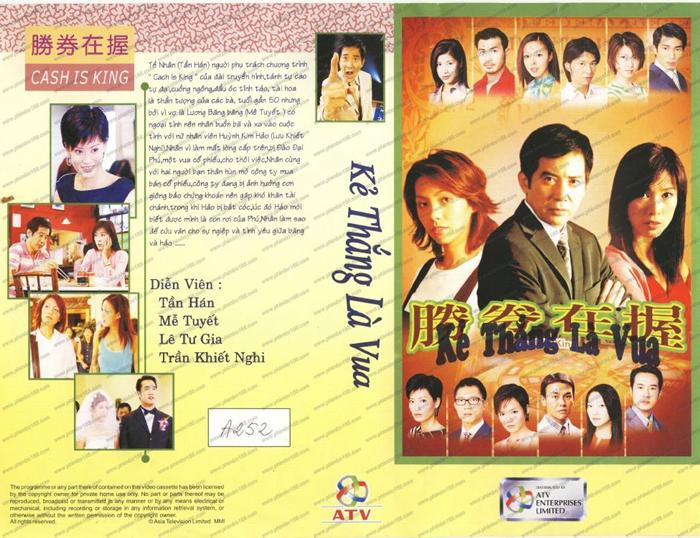 勝券在握
CASH IS KING
Tề Nhân (Tần Hán) người phụ trách chương trình
" Cach Is King " của đài truyền hình,tánh tự cao
tự đại,cuồng ngông,đầu óc tỉnh táo, tài hoa
là thần tượng của các bà, tuổi gần 50 nhưng
bởi vì vợ là Lương Băng băng (Mễ Tuyết )có
ngoại tình nên nhân buồn bã và xa vào cuộc
tình với nữ nhân viên Huỳnh Kim Hảo (Lưu Khiết
Nghi).Nhân vì làm mất lòng cấp trên,bị Đào Đại
Phú,một vua cổ phiếu,cho thôi việc,Nhân cùng
với hai người bạn thân hùn mở công ty mua
bán cổ phiếu,công ty đang bị ảnh hưởng cơn
giông bão chứng khoán nên gặp khó khăn tài
chánh,trong khi Hảo bị bắt cóc,lúc đó Hảo mới
biết được mình là con rơi của Phú,Nhân làm sao
để cứu vãn cho sự ngiệp và tình yêu giữa băng
và hảo ......
Diễn Viên :
Tần Hán
Mễ Tuyết
Lê Tư Gia
Trần Khiết Nghi
A252
The programme or any part there of contained on this video cassette has been licensed
by the copyright owner for private home use only. No part or parts thereof may be
reproduced, broadcast or transmitted in any manner or by any means electrical or
mechanical, including recording or storage in any information retrieval system, or
otherwise without the written permission of the copyright owner.
All rights reserved.
© Asia Television Limited MMI
Kẻ Thắng Là Vua
ATV
勝券在握
Kẻ Thắng Là Vua
ATV
ENTERPRISES
LIMITED
www.phimbo1188.com